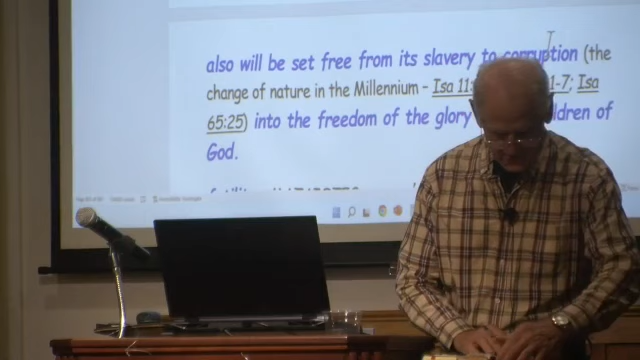 also will be set free from its slavery to corruption (the
change of nature in the Millennium - Isa 11: 1-7; Isa
65:25) into the freedom of the glory ldren of
God.